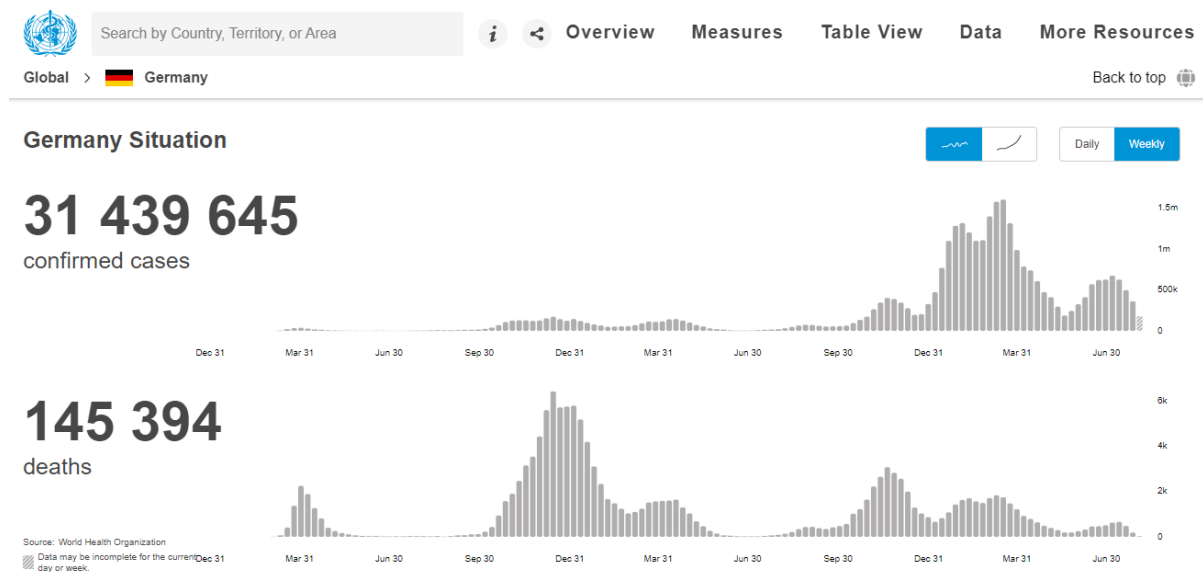 Search by Country, Territory, or Area
i
Overview Measures Table View Data More Resources
Global > Germany
Back to top
Germany Situation
Daily Weekly
31 439 645
confirmed cases
1.5m
1m
500k
0
Dec 31 Mar 31 Jun 30 Sep 30 Dec 31 Mar 31 Jun 30 Sep 30 Dec 31 Mar 31 Jun 30
145 394
deaths
6k
4k
2k
0
Source: World Health Organization
Data may be incomplete for the current
day or week.
Dec 31 Mar 31 Jun 30 Sep 30 Dec 31 Mar 31 Jun 30 Sep 30 Dec 31 Mar 31 Jun 30